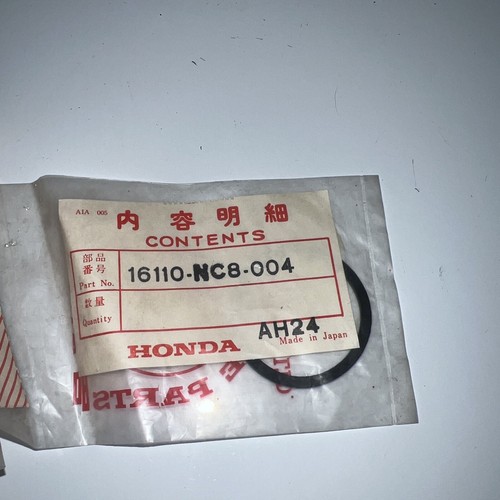 AIA 005
内容明細
CONTENTS
部品
番号
Part No.
16110-NC8-004
数量
Quantity
AH24
Made in Japan
HONDA
PARTS